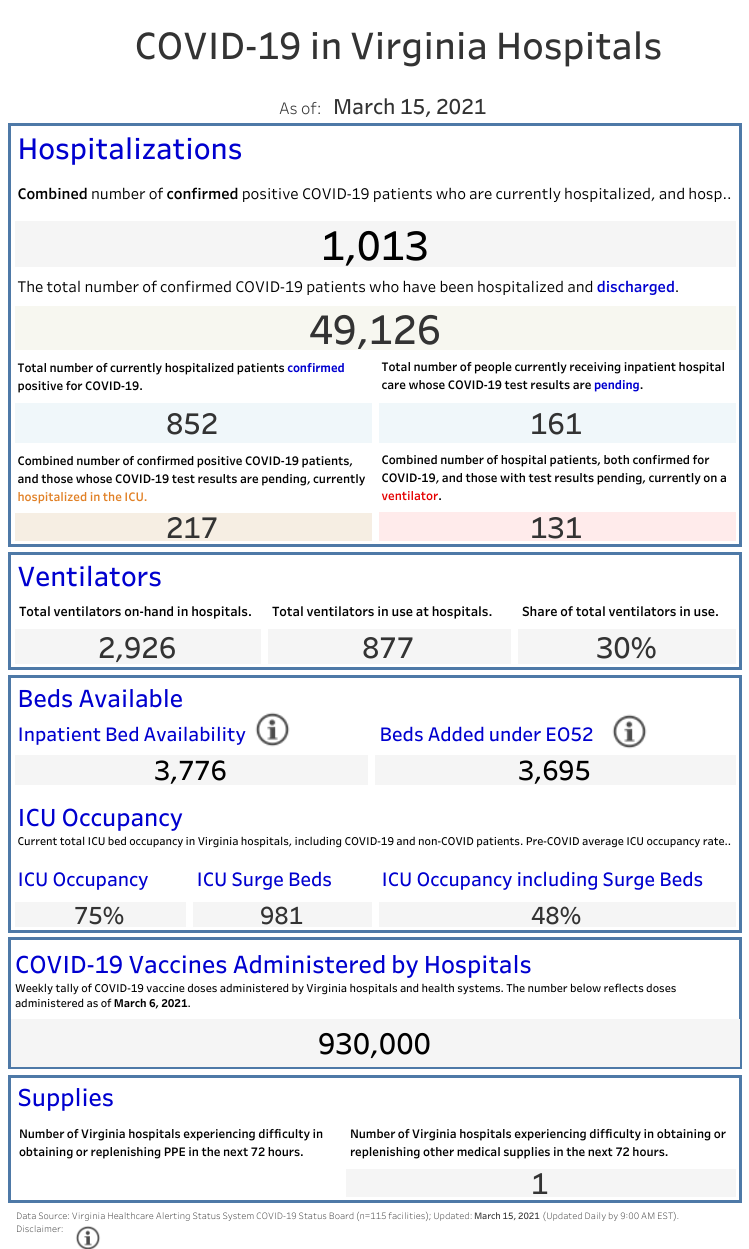 COVID-19 in Virginia Hospitals
As of: March 15, 2021
Hospitalizations
Combined number of confirmed positive COVID-19 patients who are currently hospitalized, and hosp..
1,013
The total number of confirmed COVID-19 patients who have been hospitalized and discharged.
49,126
Total number of currently hospitalized patients confirmed
positive for COVID-19.
852
Total number of people currently receiving inpatient hospital
care whose COVID-19 test results are pending.
161
Combined number of confirmed positive COVID-19 patients,
and those whose COVID-19 test results are pending, currently
hospitalized in the ICU.
217
Combined number of hospital patients, both confirmed for
COVID-19, and those with test results pending, currently on a
ventilator.
131
Ventilators
Total ventilators on-hand in hospitals.
2,926
Total ventilators in use at hospitals.
877
Share of total ventilators in use.
30%
Beds Available
Inpatient Bed Availability
3,776
Beds Added under EO52
3,695
ICU Occupancy
Current total ICU bed occupancy in Virginia hospitals, including COVID-19 and non-COVID patients. Pre-COVID average ICU occupancy rate..
ICU Occupancy
75%
ICU Surge Beds
981
ICU Occupancy including Surge Beds
48%
COVID-19 Vaccines Administered by Hospitals
Weekly tally of COVID-19 vaccine doses administered by Virginia hospitals and health systems. The number below reflects doses
administered as of March 6, 2021.
930,000
Supplies
Number of Virginia hospitals experiencing difficulty in
obtaining or replenishing PPE in the next 72 hours.
Number of Virginia hospitals experiencing difficulty in obtaining or
replenishing other medical supplies in the next 72 hours.
1
Data Source: Virginia Healthcare Alerting Status System COVID-19 Status Board (n=115 facilities); Updated: March 15, 2021 (Updated Daily by 9:00 AM EST).
Disclaimer: